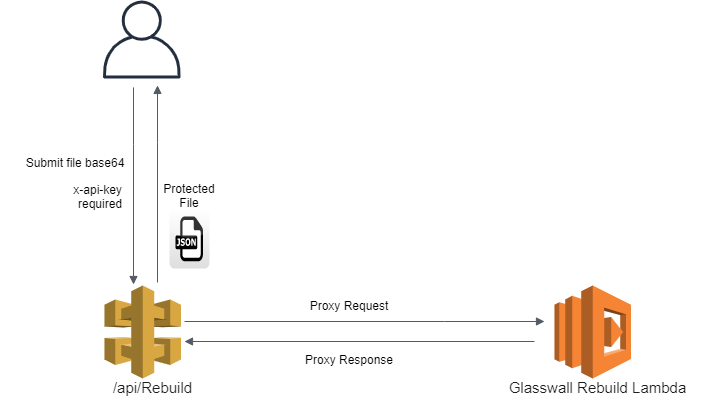 Submit file base64
x-api-key
required
Protected
File
JSON
Proxy Request
Proxy Response
/api/Rebuild
Glasswall Rebuild Lambda